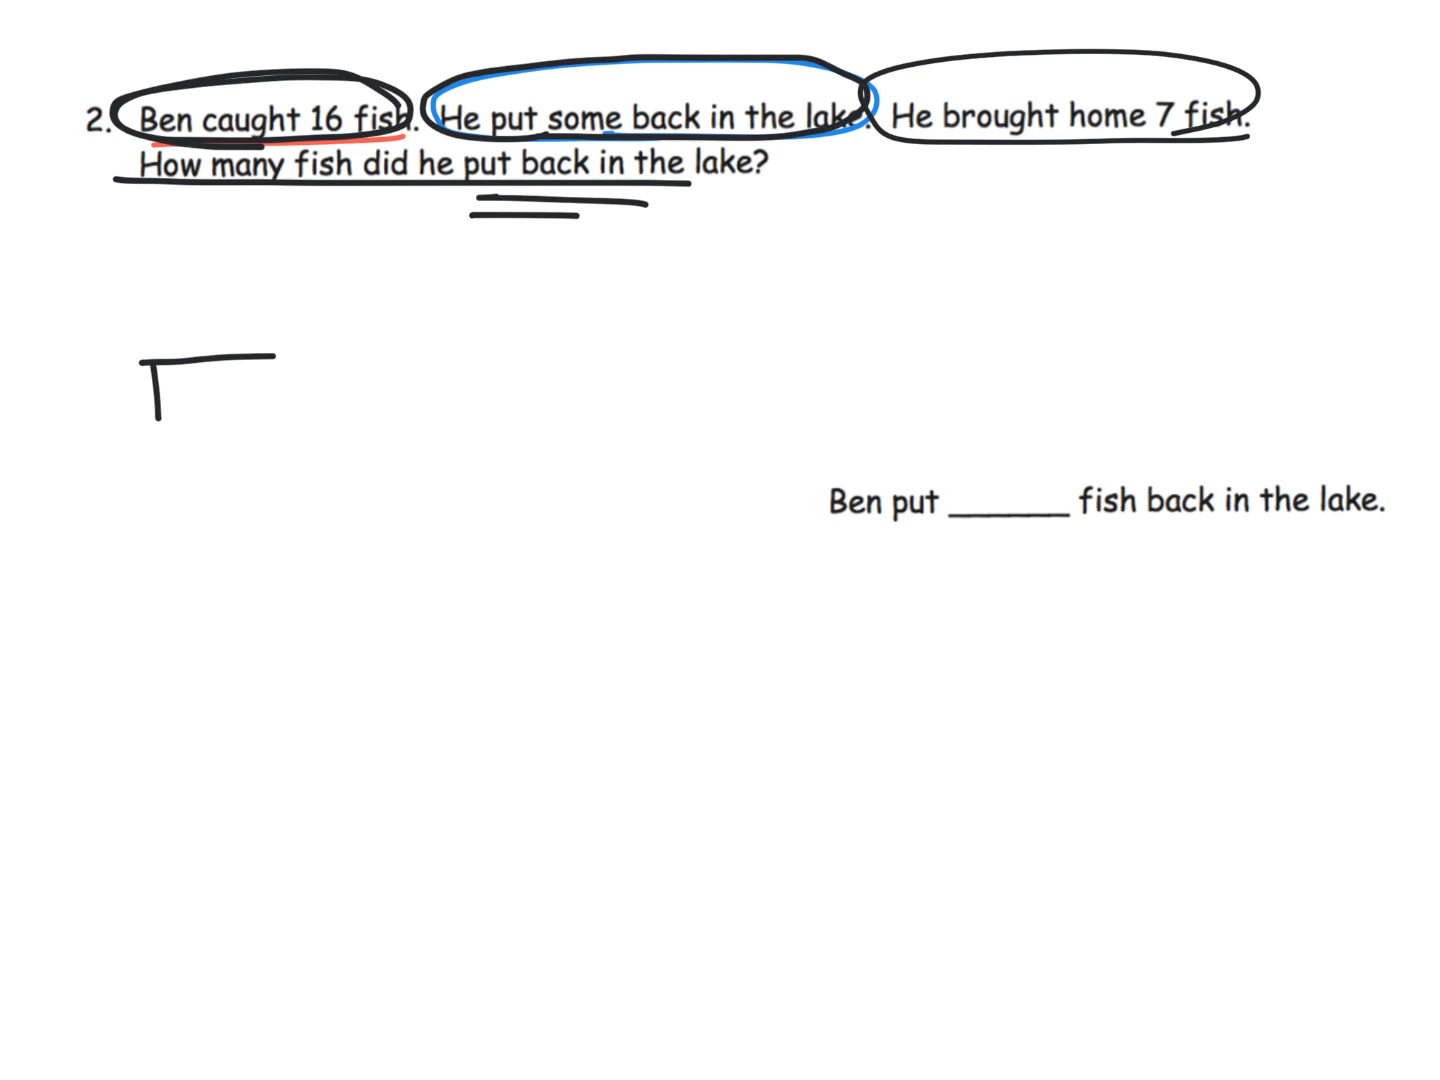 2. Ben caught 16 fish. He put some back in the lake. He brought home 7 fish.
How many fish did he put back in the lake?
Ben put ______ fish back in the lake.